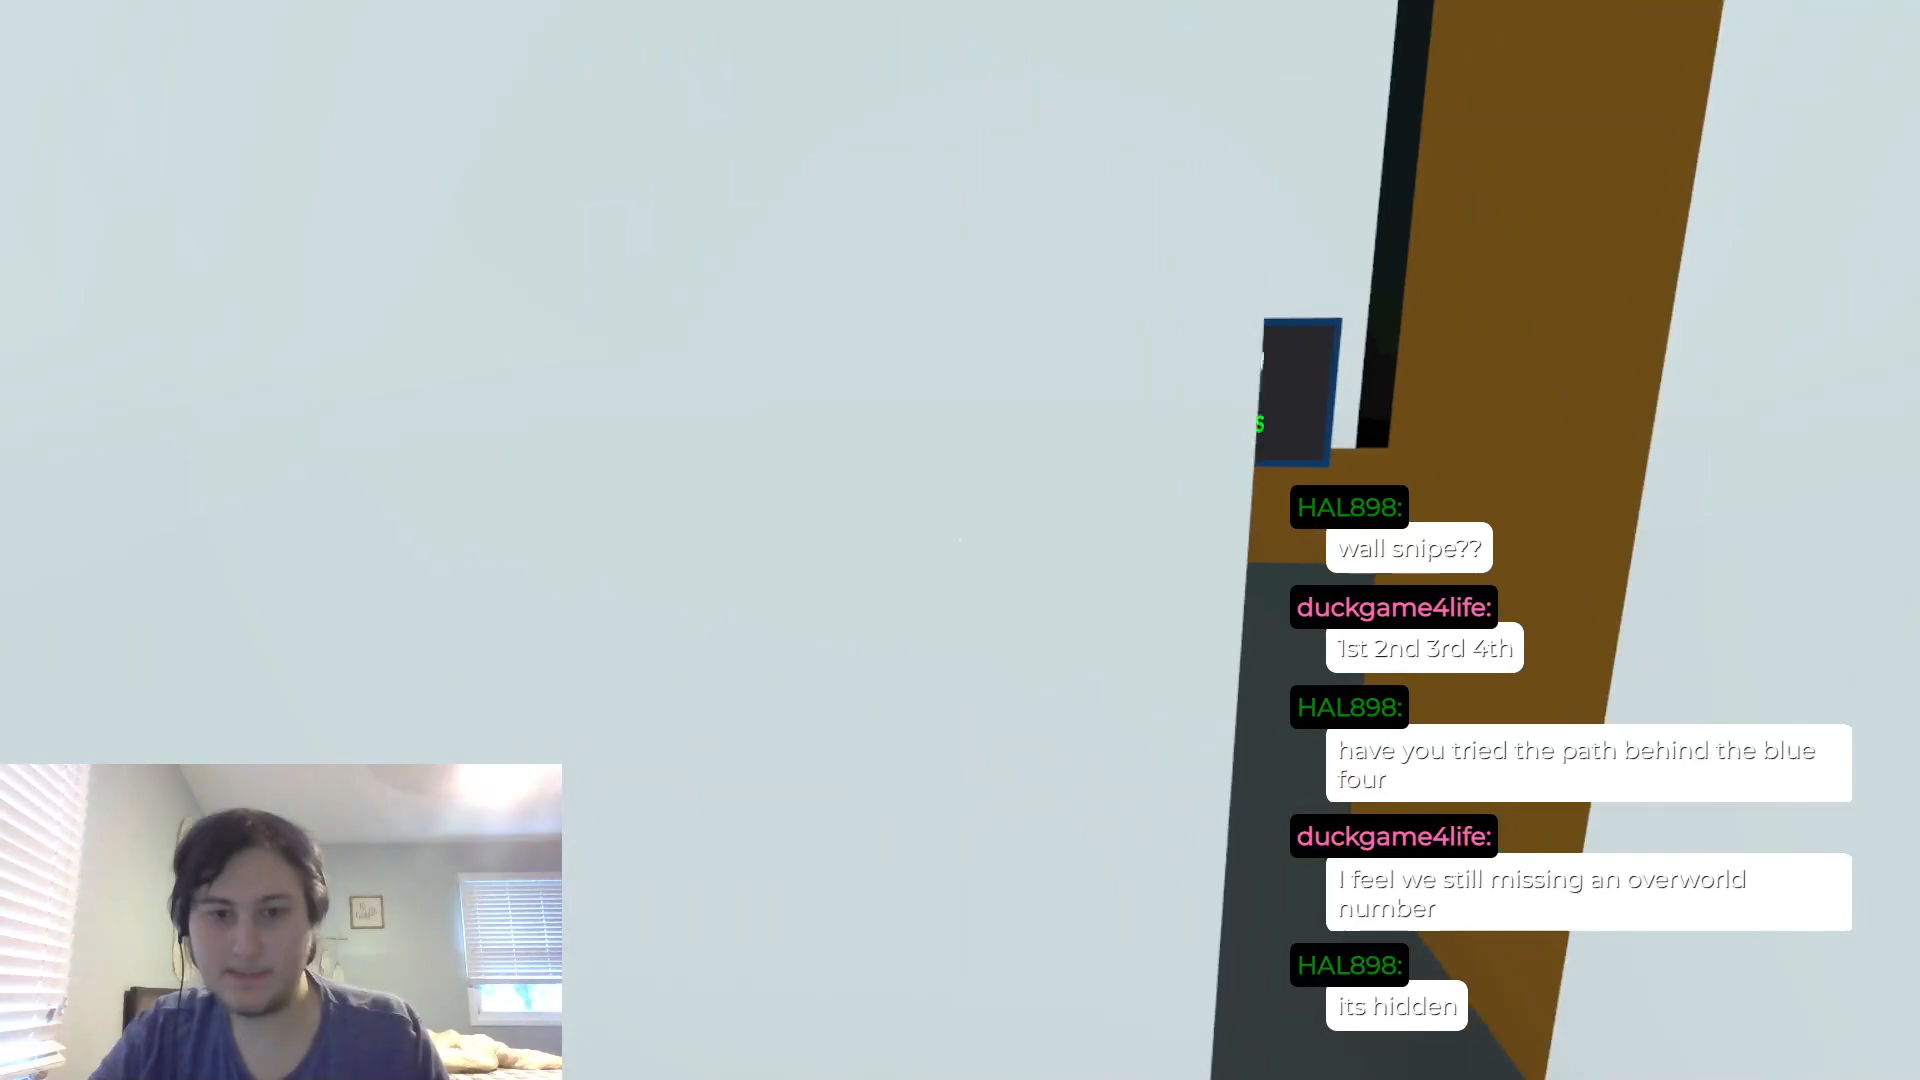 s
HAL898:
wall snipe??
duckgame4life:
1st 2nd 3rd 4th
HAL898:
have you tried the path behind the blue
four
duckgame4life:
I feel we still missing an overworld
number
HAL898:
its hidden